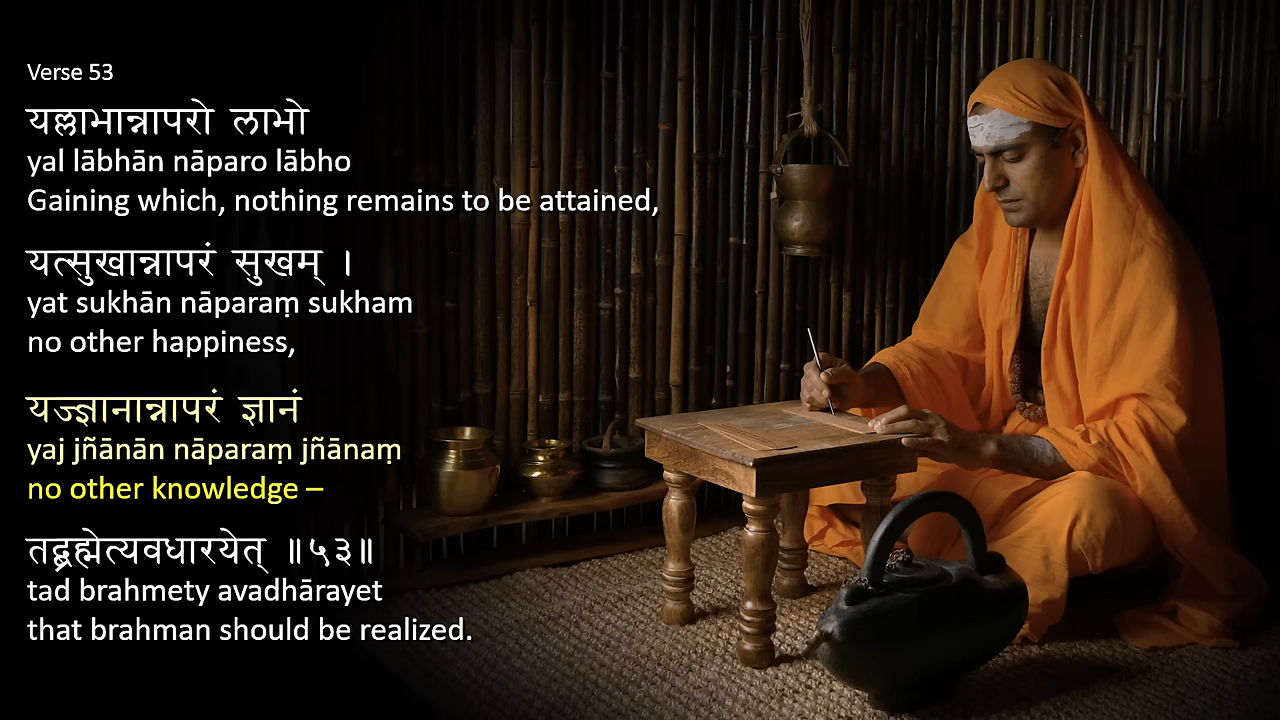 Verse 53
यल्लाभान्नापरो लाभो
yal lābhān nāparo lābho
Gaining which, nothing remains to be attained,
यत्सुखान्नापरं सुखम् ।
yat sukhān nāparaṃ sukham
no other happiness,
यज्ज्ञानान्नापरं ज्ञानं
yaj jñānān nāparaṃ jñānaṃ
no other knowledge –
तद्ब्रह्मेत्यवधारयेत् ॥५३॥
tad brahmety avadhārayet
that brahman should be realized.